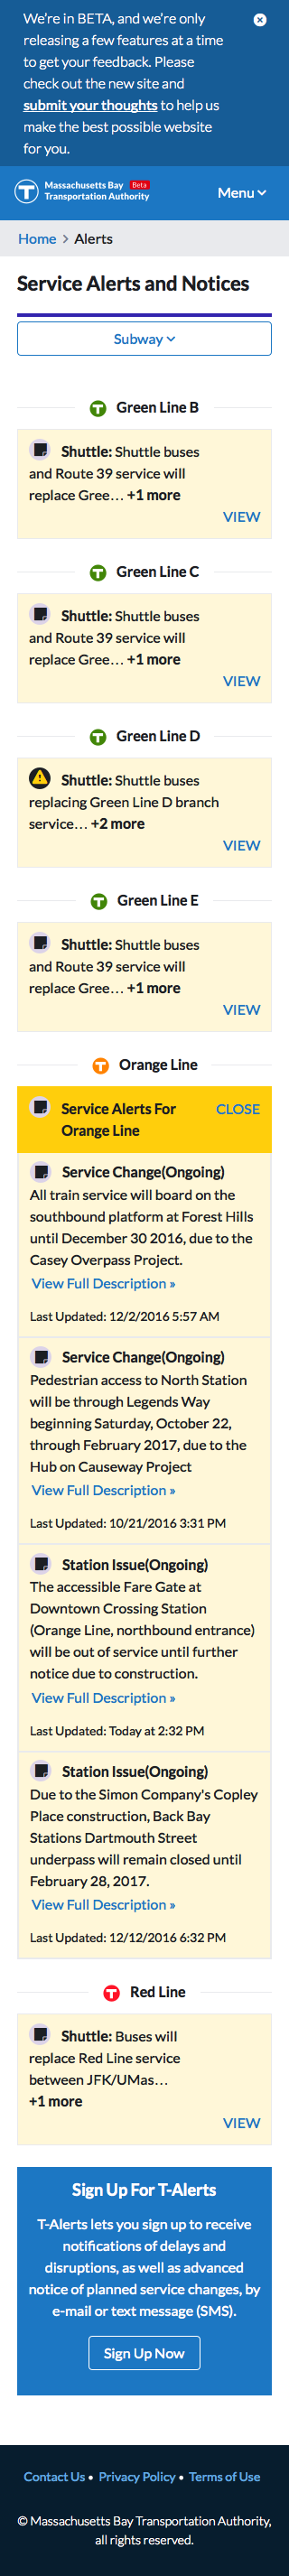 We're in BETA, and we're only
releasing a few features at a time
to get your feedback. Please
check out the new site and
submit your thoughts to help us
make the best possible website
for you.
Massachusetts Bay Beta
Transportation Authority
Menu
Home > Alerts
Service Alerts and Notices
Subway
T Green Line B
Shuttle: Shuttle buses
and Route 39 service will
replace Gree… +1 more
VIEW
T Green Line C
Shuttle: Shuttle buses
and Route 39 service will
replace Gree… +1 more
VIEW
T Green Line D
Shuttle: Shuttle buses
replacing Green Line D branch
service… +2 more
VIEW
T Green Line E
Shuttle: Shuttle buses
and Route 39 service will
replace Gree… +1 more
VIEW
T Orange Line
Service Alerts For CLOSE
Orange Line
Service Change(Ongoing)
All train service will board on the
southbound platform at Forest Hills
until December 30 2016, due to the
Casey Overpass Project.
View Full Description »
Last Updated: 12/2/2016 5:57 AM
Service Change(Ongoing)
Pedestrian access to North Station
will be through Legends Way
beginning Saturday, October 22,
through February 2017, due to the
Hub on Causeway Project
View Full Description »
Last Updated: 10/21/2016 3:31 PM
Station Issue(Ongoing)
The accessible Fare Gate at
Downtown Crossing Station
(Orange Line, northbound entrance)
will be out of service until further
notice due to construction.
View Full Description »
Last Updated: Today at 2:32 PM
Station Issue(Ongoing)
Due to the Simon Company's Copley
Place construction, Back Bay
Stations Dartmouth Street
underpass will remain closed until
February 28, 2017.
View Full Description »
Last Updated: 12/12/2016 6:32 PM
T Red Line
Shuttle: Buses will
replace Red Line service
between JFK/UMas…
+1 more
VIEW
Sign Up For T-Alerts
T-Alerts lets you sign up to receive
notifications of delays and
disruptions, as well as advanced
notice of planned service changes, by
e-mail or text message (SMS).
Sign Up Now
Contact Us • Privacy Policy • Terms of Use
© Massachusetts Bay Transportation Authority,
all rights reserved.